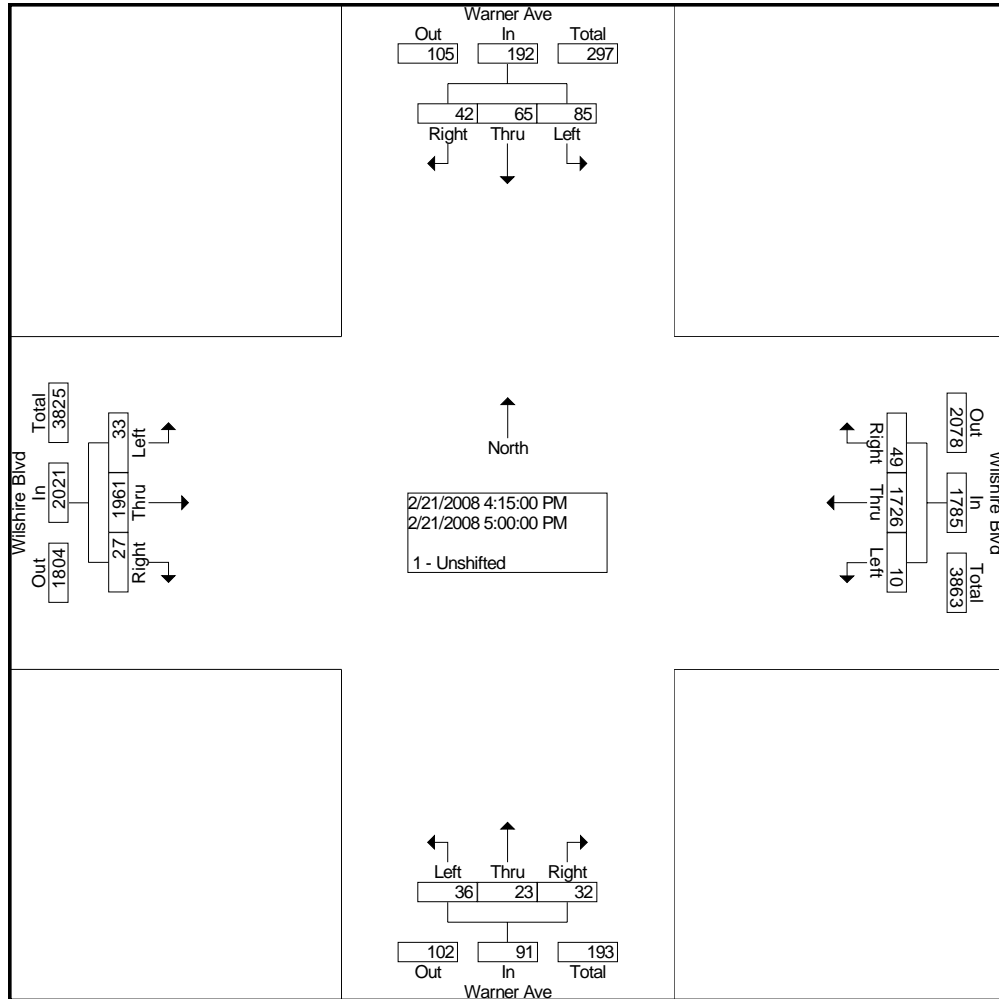 Warner Ave
Out In Total
105 192 297
42 65 85
Right Thru Left
Wilshire Blvd
Total In Out
3825 2021 1804
33 1961 27
Left Thru Right
North
2/21/2008 4:15:00 PM
2/21/2008 5:00:00 PM
1 - Unshifted
Right Thru Left
49 1726 10
2078 1785 3863
Out In Total
Wilshire Blvd
Left Thru Right
36 23 32
102 91 193
Out In Total
Warner Ave